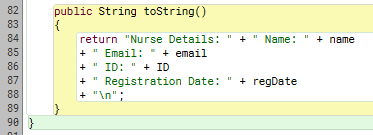 82 public String toString()
83 {
84 return "Nurse Details: " + " Name: " + name
85 + " Email: " + email
86 + " ID: " + ID
87 + " Registration Date: " + regDate
88 + "\n";
89 }
90 }